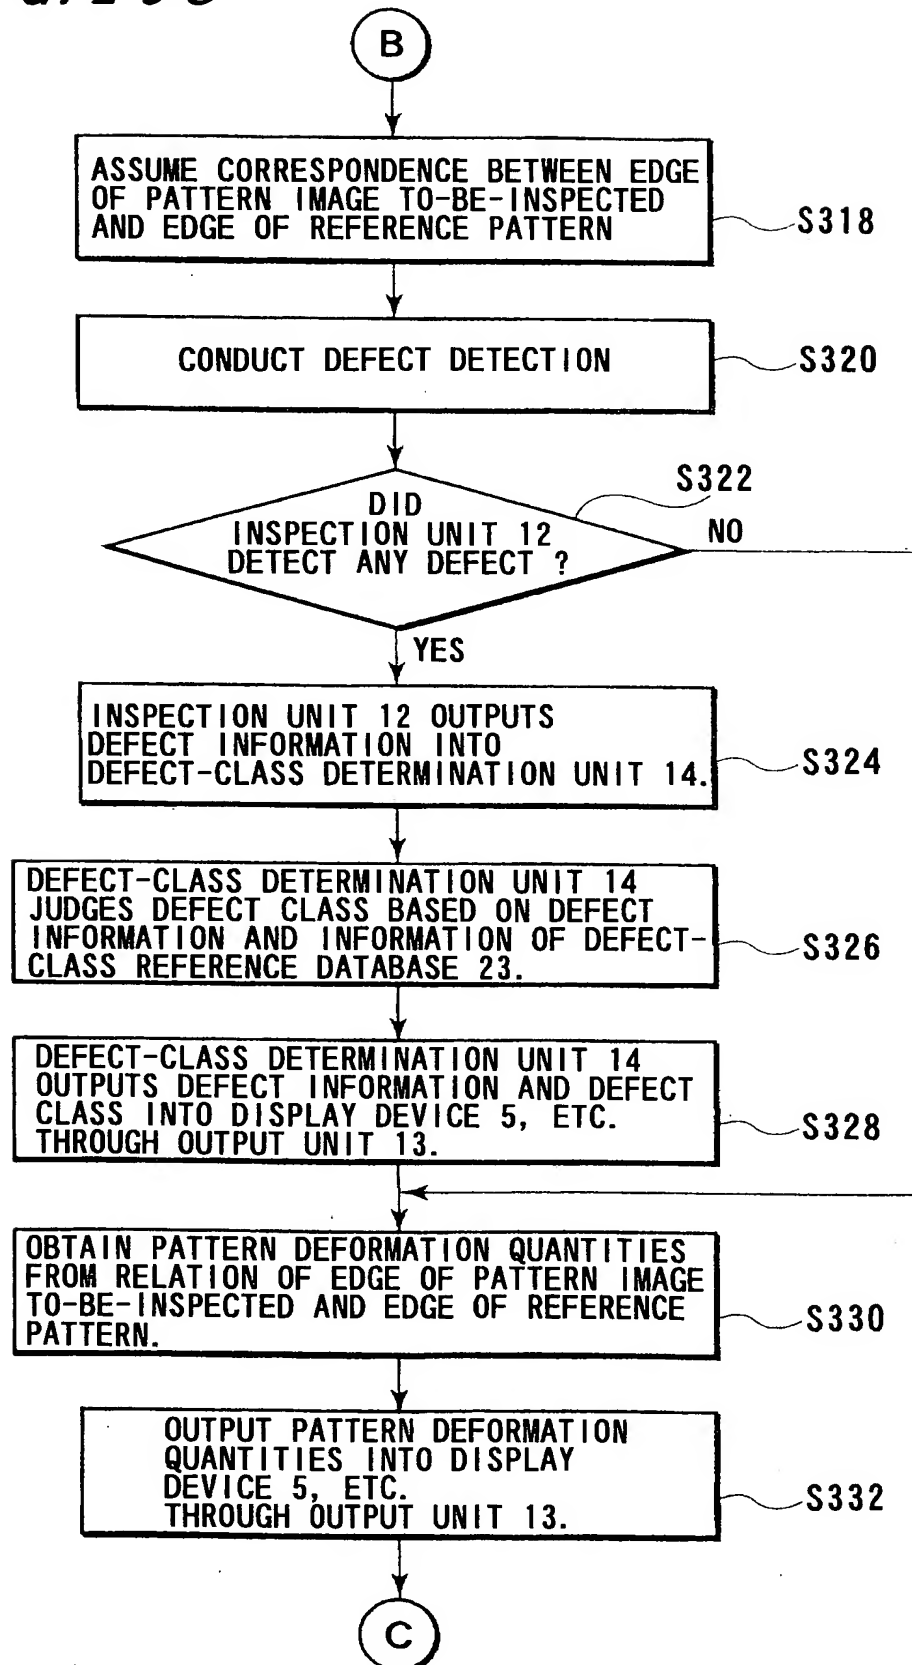 B
ASSUME CORRESPONDENCE BETWEEN EDGE
OF PATTERN IMAGE TO-BE-INSPECTED
AND EDGE OF REFERENCE PATTERN
S318
CONDUCT DEFECT DETECTION
S320
S322
DID
INSPECTION UNIT 12
DETECT ANY DEFECT ?
NO
YES
INSPECTION UNIT 12 OUTPUTS
DEFECT INFORMATION INTO
DEFECT-CLASS DETERMINATION UNIT 14.
S324
DEFECT-CLASS DETERMINATION UNIT 14
JUDGES DEFECT CLASS BASED ON DEFECT
INFORMATION AND INFORMATION OF DEFECT-
CLASS REFERENCE DATABASE 23.
S326
DEFECT-CLASS DETERMINATION UNIT 14
OUTPUTS DEFECT INFORMATION AND DEFECT
CLASS INTO DISPLAY DEVICE 5, ETC.
THROUGH OUTPUT UNIT 13.
S328
OBTAIN PATTERN DEFORMATION QUANTITIES
FROM RELATION OF EDGE OF PATTERN IMAGE
TO-BE-INSPECTED AND EDGE OF REFERENCE
PATTERN.
S330
OUTPUT PATTERN DEFORMATION
QUANTITIES INTO DISPLAY
DEVICE 5, ETC.
THROUGH OUTPUT UNIT 13.
S332
C